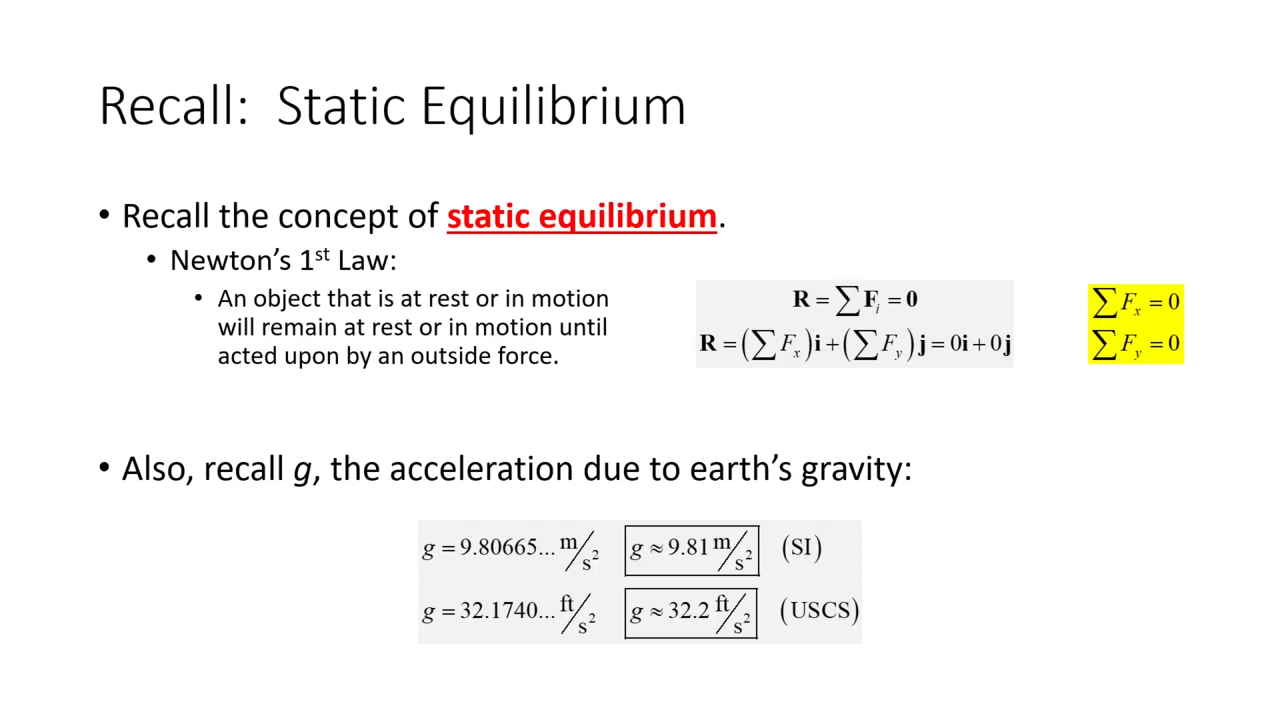 Recall:  Static Equilibrium
• Recall the concept of static equilibrium.
• Newton’s 1st Law:
• An object that is at rest or in motion
will remain at rest or in motion until
acted upon by an outside force.
R = ∑Fᵢ = 0
R = (∑Fₓ)i + (∑F_y)j = 0i + 0j
∑Fₓ = 0
∑F_y = 0
• Also, recall g, the acceleration due to earth’s gravity:
g = 9.80665... m/s² g ≈ 9.81 m/s² (SI)
g = 32.1740... ft/s² g ≈ 32.2 ft/s² (USCS)